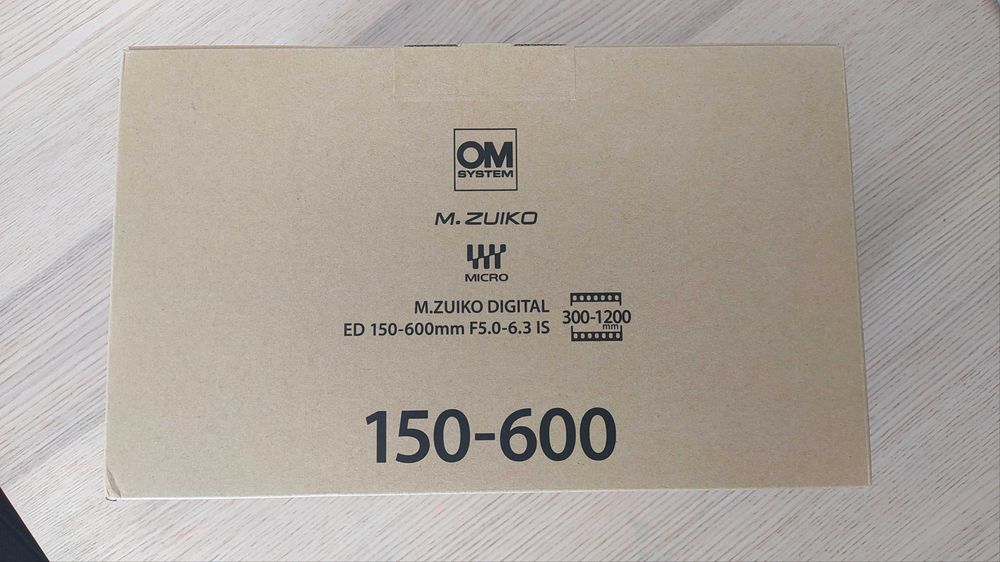 OM
SYSTEM
M.ZUIKO
MICRO
M.ZUIKO DIGITAL
ED 150-600mm F5.0-6.3 IS
300-1200
mm
150-600